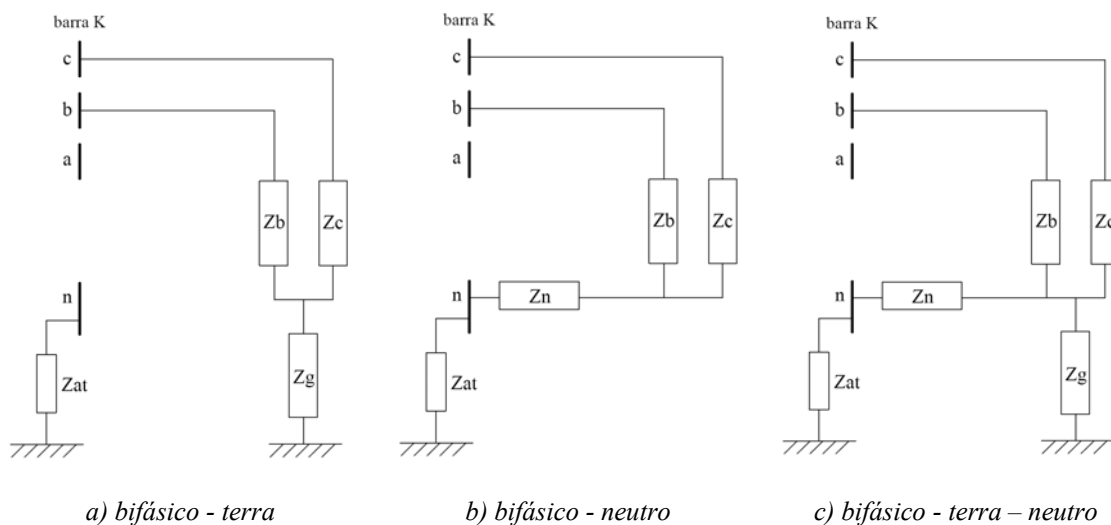 barra K
c
b
a
Zb
Zc
n
Zat
Zg
a) bifásico - terra
barra K
c
b
a
Zb
Zc
n
Zn
Zat
b) bifásico - neutro
barra K
c
b
a
Zb
Zc
n
Zn
Zat
Zg
c) bifásico - terra – neutro